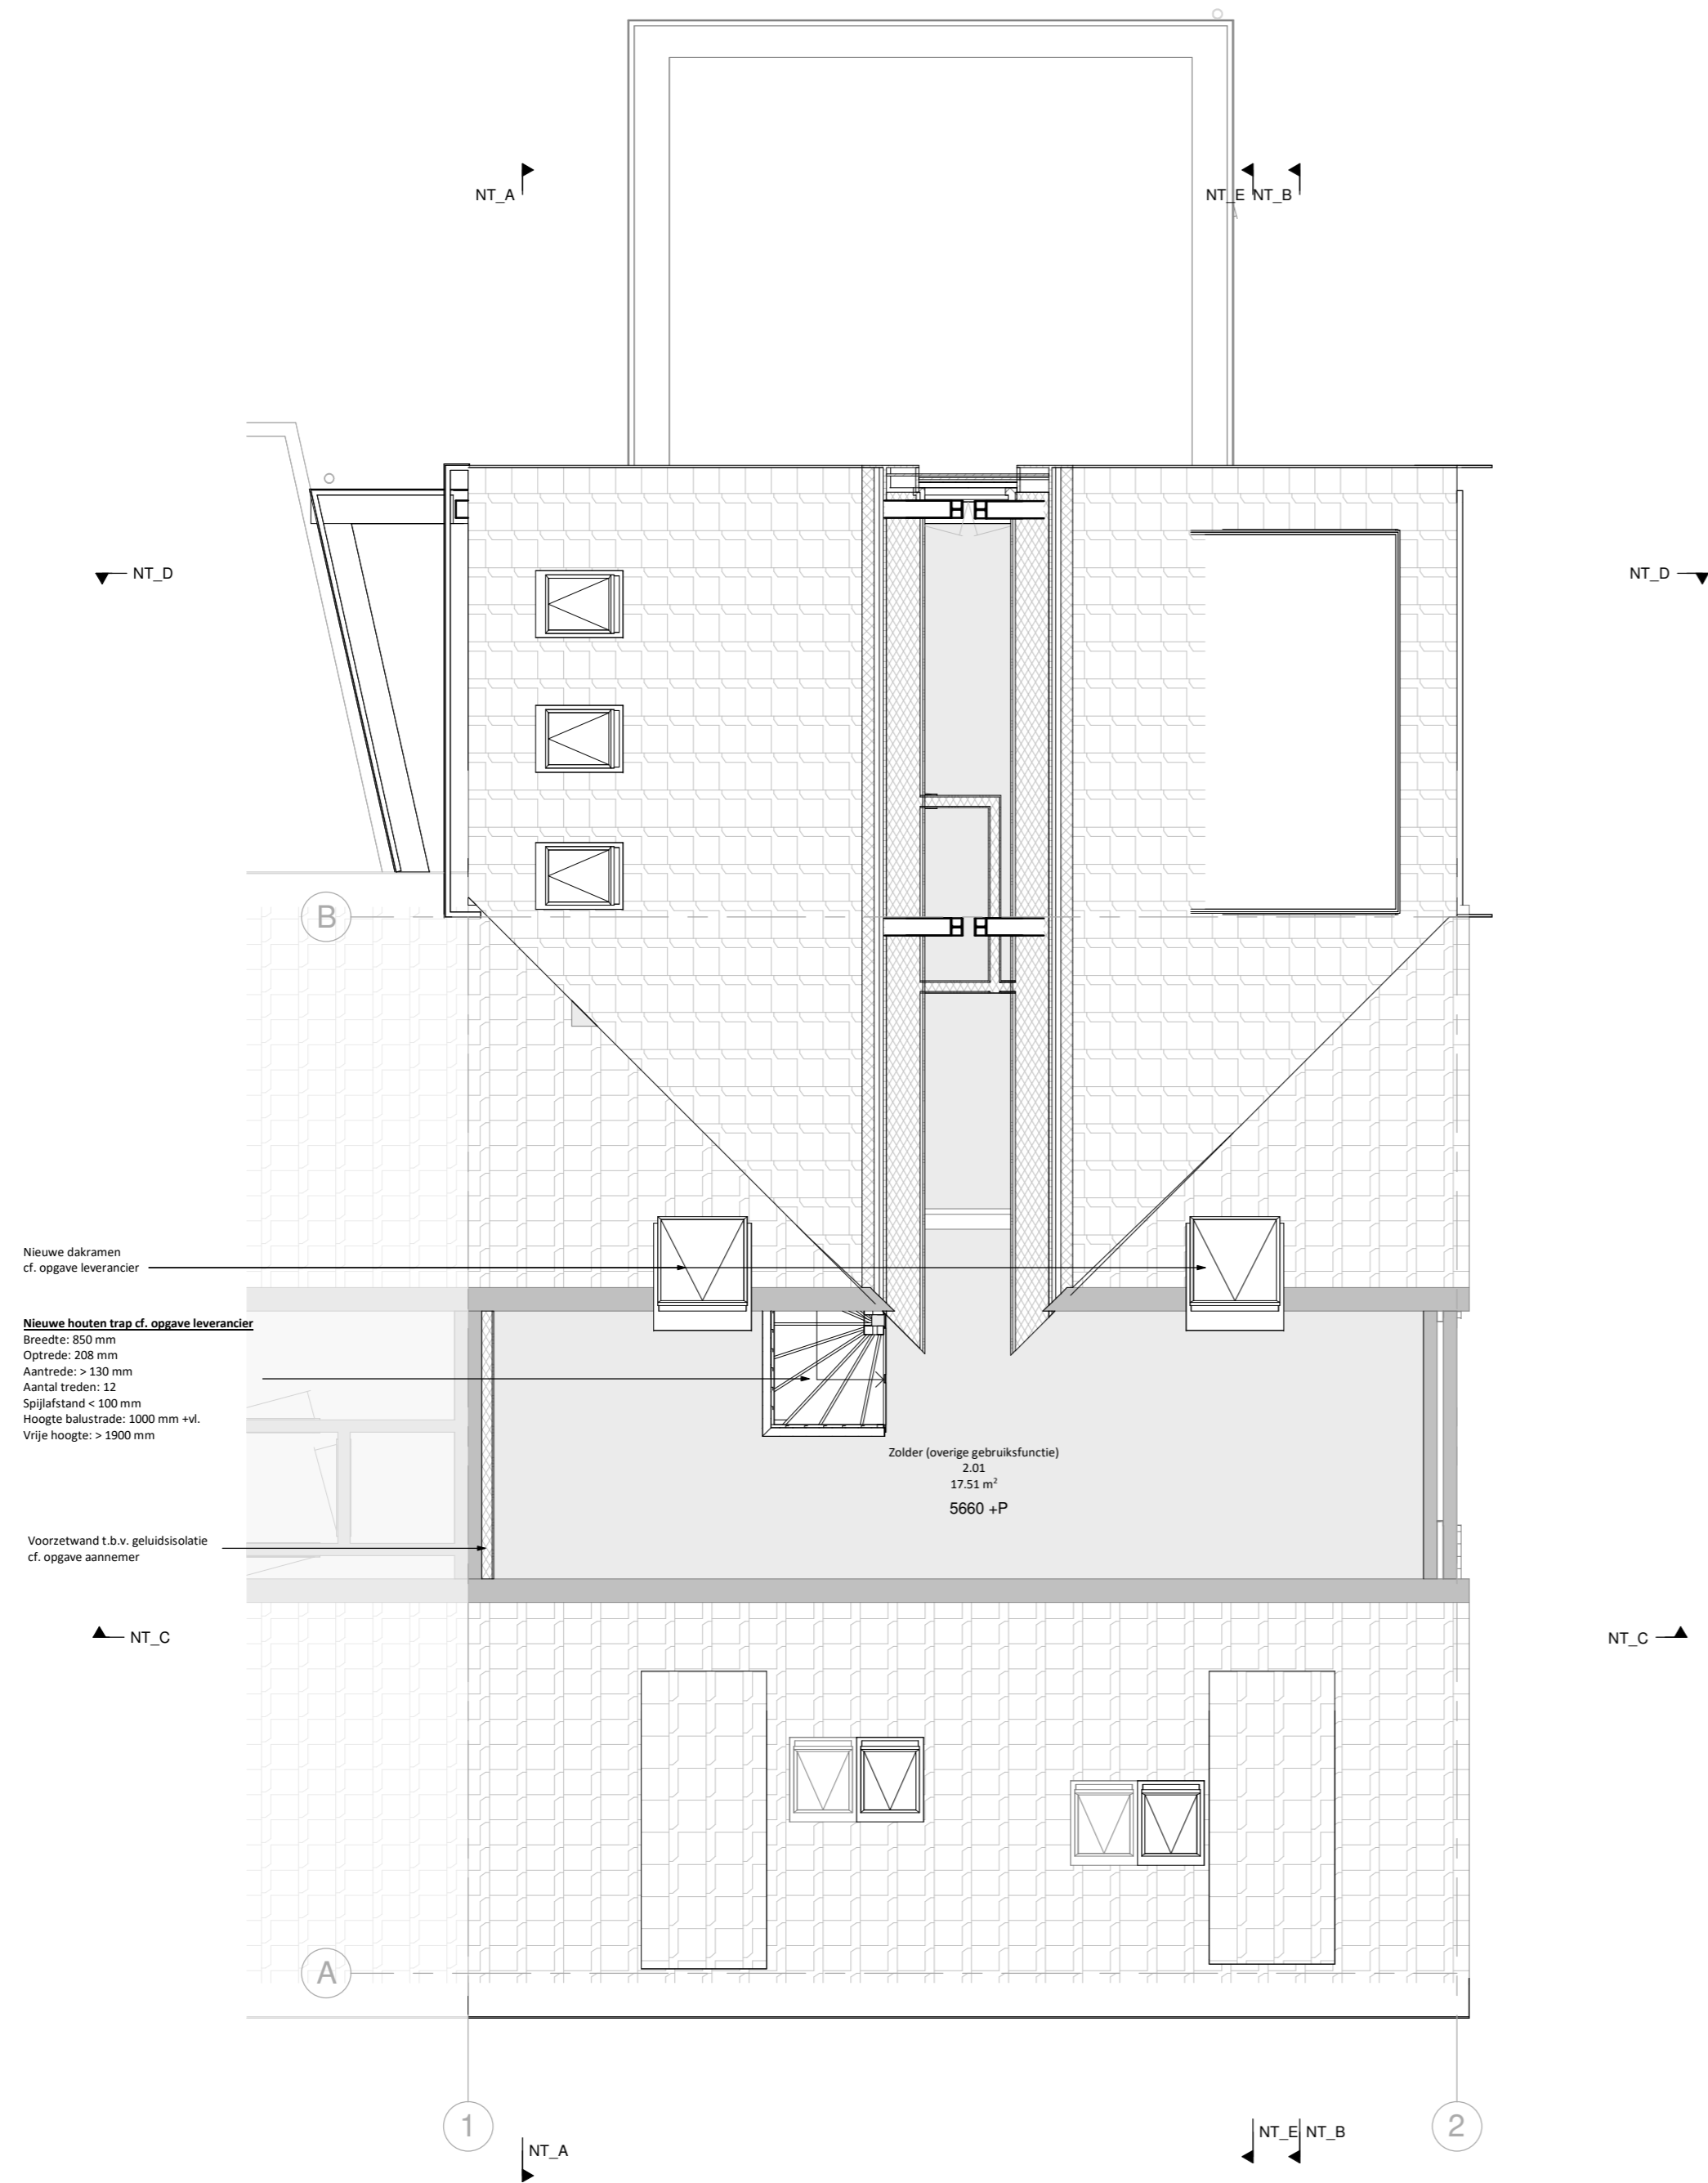 NT_A
NT_E NT_B
NT_D
NT_D
B
Nieuwe dakramen
cf. opgave leverancier
Nieuwe houten trap cf. opgave leverancier
Breedte: 850 mm
Optrede: 208 mm
Aantrede: > 130 mm
Aantal treden: 12
Spijlafstand < 100 mm
Hoogte balustrade: 1000 mm +vl.
Vrije hoogte: > 1900 mm
Zolder (overige gebruiksfunctie)
2.01
17.51 m²
5660 +P
Voorzetwand t.b.v. geluidsisolatie
cf. opgave aannemer
NT_C
NT_C
A
1
2
NT_A
NT_E NT_B